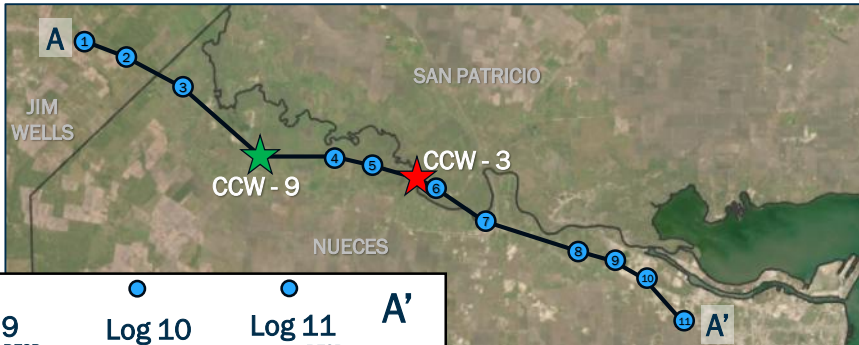 A
1
2
3
SAN PATRICIO
JIM
WELLS
CCW - 9
4
5
CCW - 3
6
7
NUECES
8
9
10
11
A'
9
Log 10
Log 11
A'